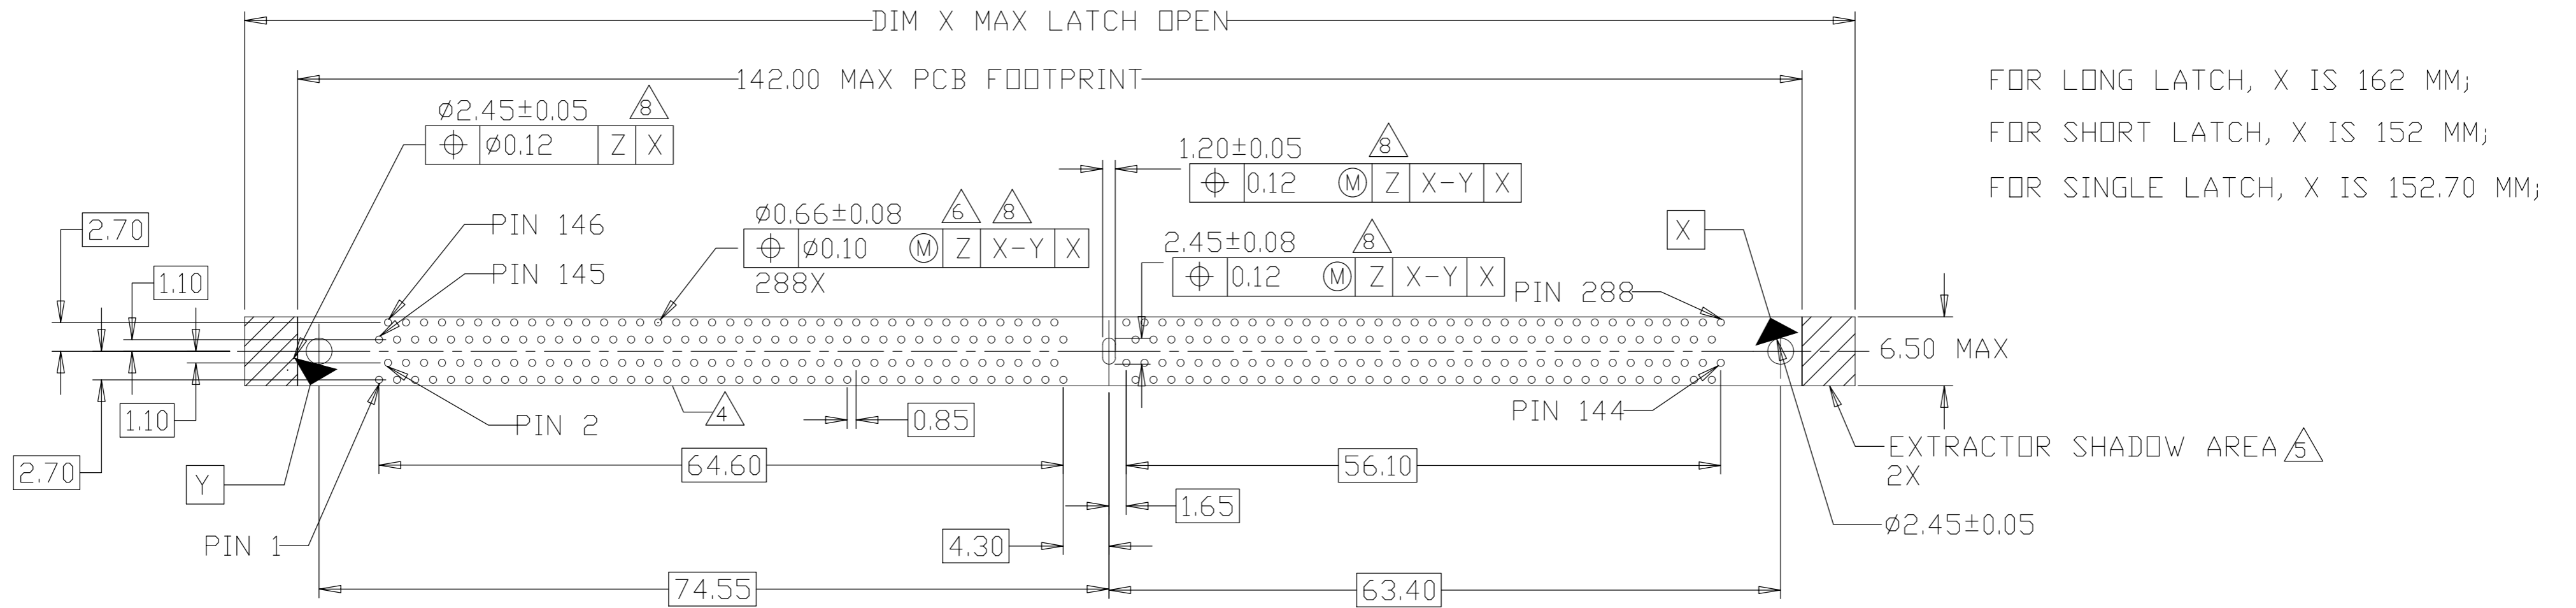 DIM X MAX LATCH OPEN
142.00 MAX PCB FOOTPRINT
FOR LONG LATCH, X IS 162 MM;
FOR SHORT LATCH, X IS 152 MM;
FOR SINGLE LATCH, X IS 152.70 MM;
⌀2.45±0.05 8
⌖ ⌀0.12 Z X
1.20±0.05 8
⌖ 0.12 Ⓜ Z X-Y X
⌀0.66±0.08 6 8
⌖ ⌀0.10 Ⓜ Z X-Y X
288X
2.45±0.08 8
⌖ 0.12 Ⓜ Z X-Y X
2.70
1.10
PIN 146
PIN 145
X
PIN 288
6.50 MAX
1.10
2.70
Y
PIN 1
PIN 2
4
0.85
PIN 144
64.60
56.10
EXTRACTOR SHADOW AREA 5
2X
1.65
⌀2.45±0.05
4.30
74.55
63.40